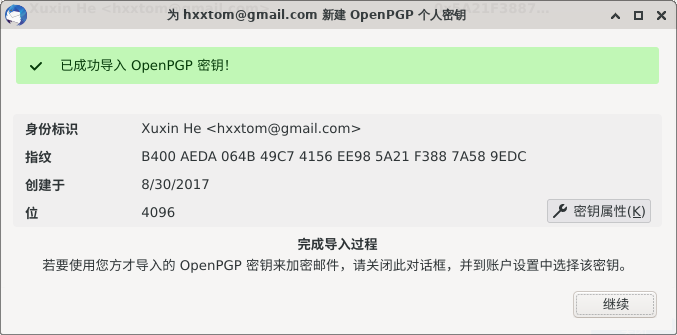 为 hxxtom@gmail.com 新建 OpenPGP 个人密钥
已成功导入 OpenPGP 密钥!
身份标识 Xuxin He <hxxtom@gmail.com>
指纹 B400 AEDA 064B 49C7 4156 EE98 5A21 F388 7A58 9EDC
创建于 8/30/2017
位 4096
密钥属性(K)
完成导入过程
若要使用您方才导入的 OpenPGP 密钥来加密邮件，请关闭此对话框，并到账户设置中选择该密钥。
继续